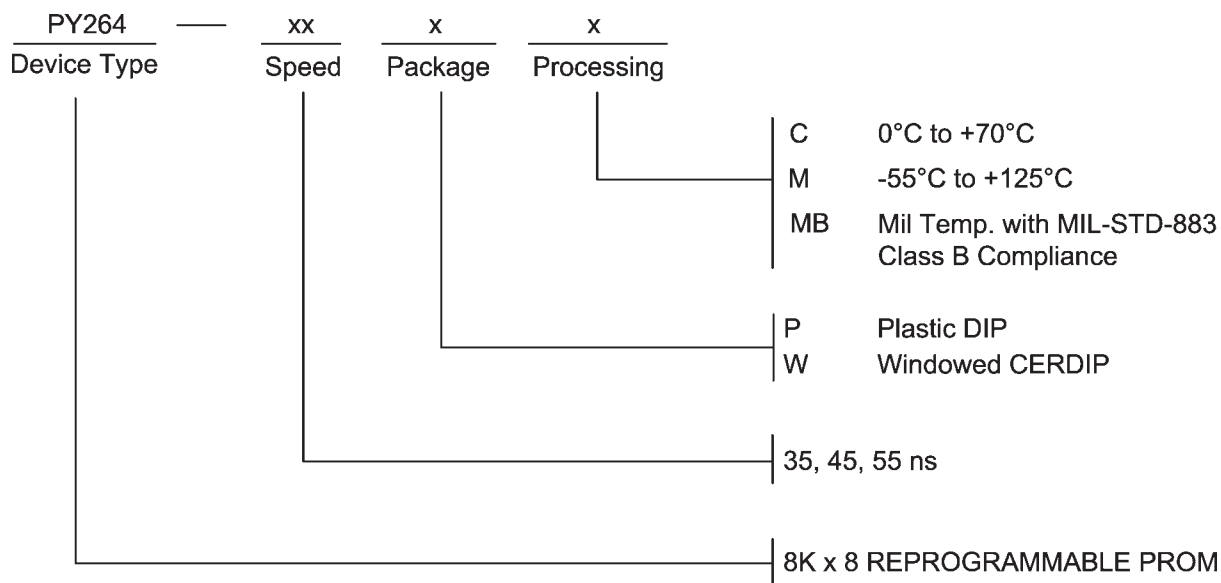 PY264 — xx x x
Device Type Speed Package Processing
C 0°C to +70°C
M -55°C to +125°C
MB Mil Temp. with MIL-STD-883
Class B Compliance
P Plastic DIP
W Windowed CERDIP
35, 45, 55 ns
8K x 8 REPROGRAMMABLE PROM